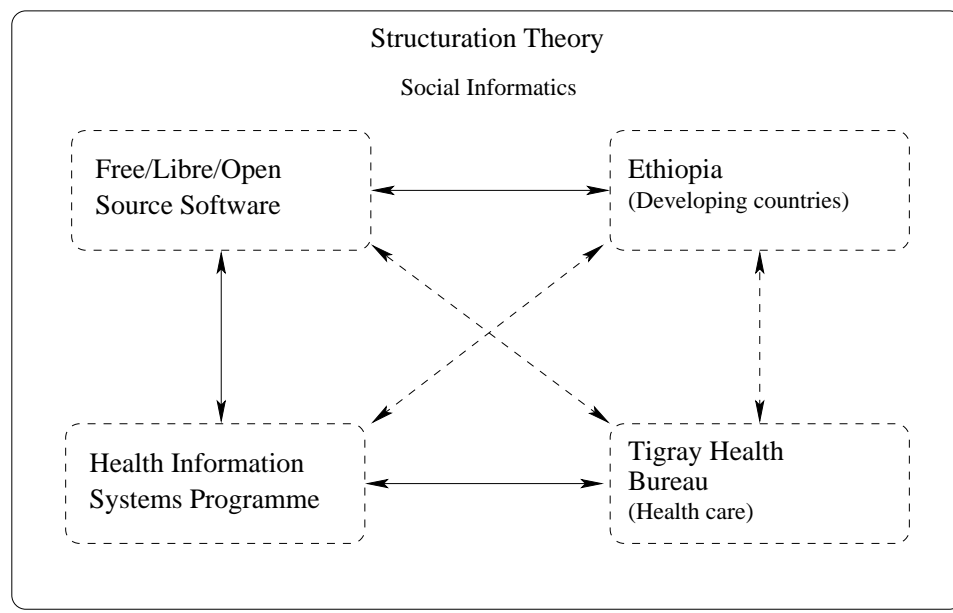 Structuration Theory
Social Informatics
Free/Libre/Open
Source Software
Ethiopia
(Developing countries)
Health Information
Systems Programme
Tigray Health
Bureau
(Health care)